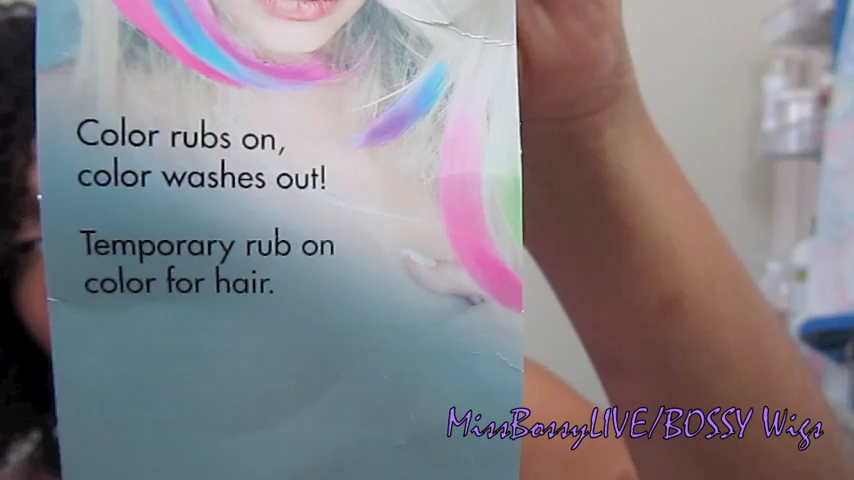 Color rubs on,
color washes out!
Temporary rub on
color for hair.
MissBossyLIVE/BOSSY Wigs